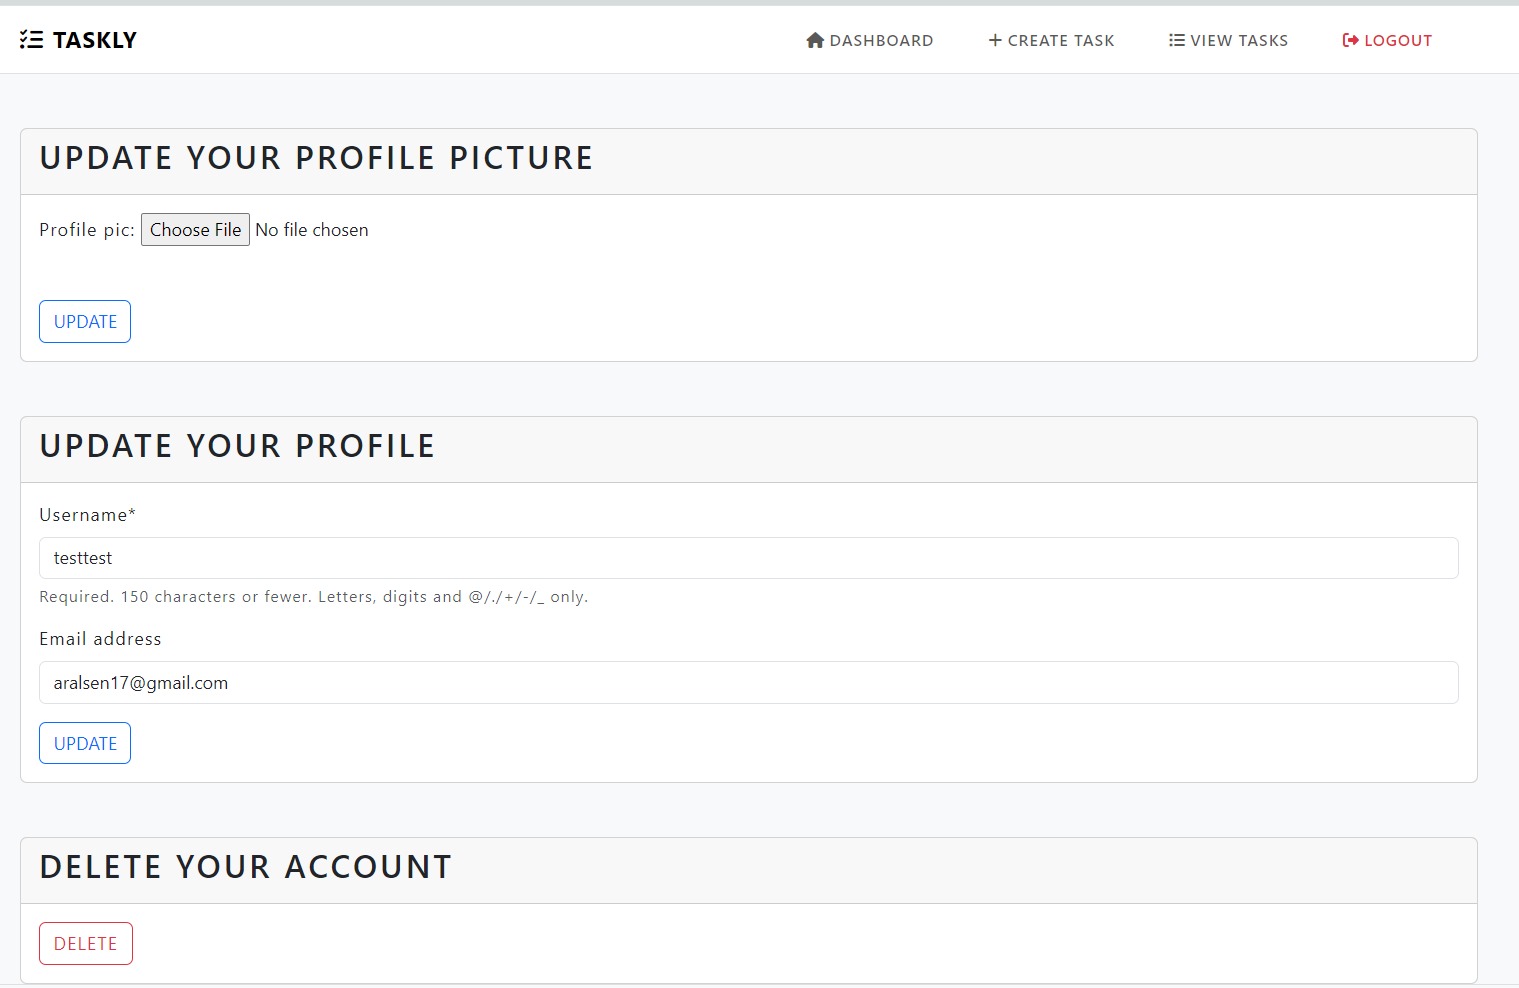 TASKLY
DASHBOARD
CREATE TASK
VIEW TASKS
LOGOUT
UPDATE YOUR PROFILE PICTURE
Profile pic: Choose File No file chosen
UPDATE
UPDATE YOUR PROFILE
Username*
testtest
Required. 150 characters or fewer. Letters, digits and @/./+/-/_ only.
Email address
aralsen17@gmail.com
UPDATE
DELETE YOUR ACCOUNT
DELETE